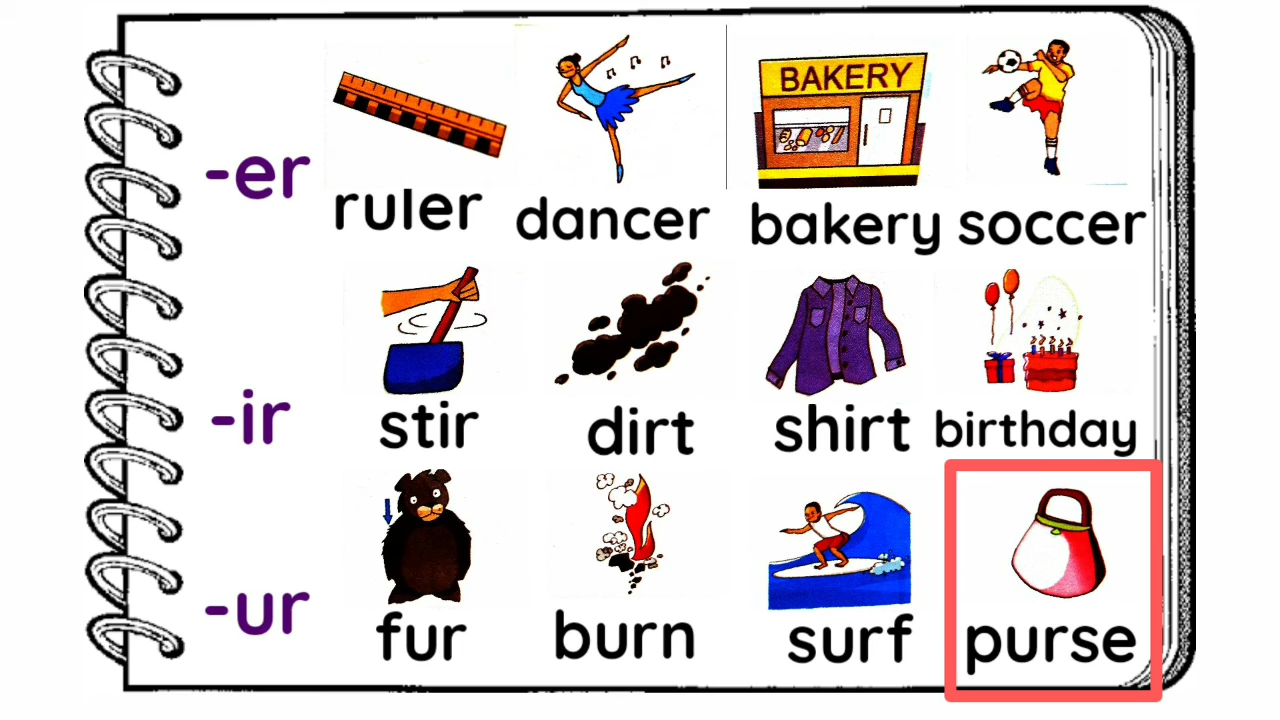 BAKERY
-er
ruler dancer bakery soccer
-ir
stir dirt shirt birthday
-ur
fur burn surf purse